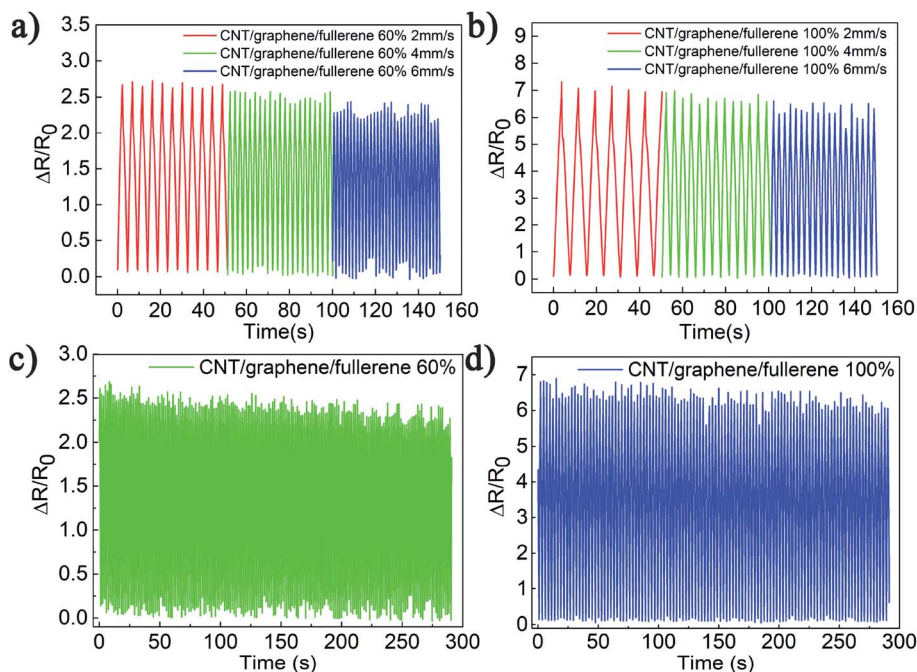 a)
CNT/graphene/fullerene 60% 2mm/s
CNT/graphene/fullerene 60% 4mm/s
CNT/graphene/fullerene 60% 6mm/s
3.0
2.5
2.0
1.5
1.0
0.5
0.0
ΔR/R0
0 20 40 60 80 100 120 140 160
Time(s)
b)
CNT/graphene/fullerene 100% 2mm/s
CNT/graphene/fullerene 100% 4mm/s
CNT/graphene/fullerene 100% 6mm/s
9
8
7
6
5
4
3
2
1
0
ΔR/R0
0 20 40 60 80 100 120 140 160
Time(s)
c)
CNT/graphene/fullerene 60%
3.0
2.5
2.0
1.5
1.0
0.5
0.0
ΔR/R0
0 50 100 150 200 250 300
Time (s)
d)
CNT/graphene/fullerene 100%
7
6
5
4
3
2
1
0
ΔR/R0
0 50 100 150 200 250 300
Time (s)